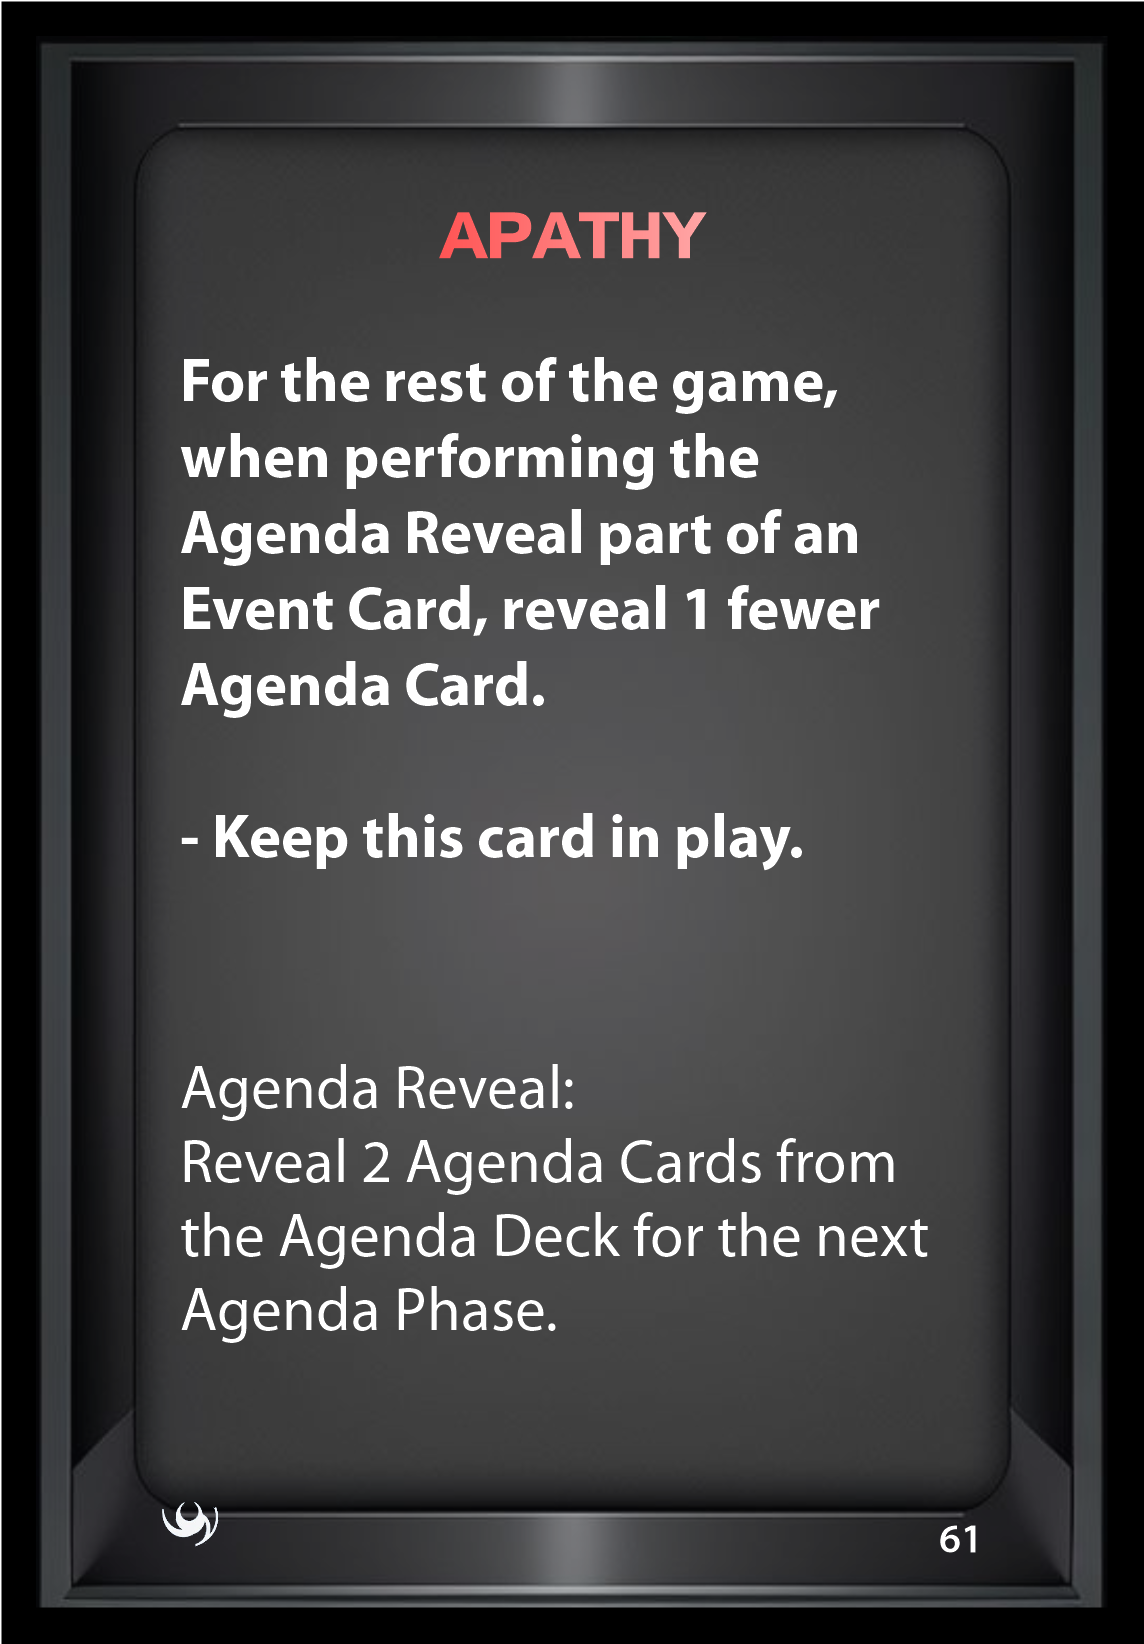 APATHY
For the rest of the game,
when performing the
Agenda Reveal part of an
Event Card, reveal 1 fewer
Agenda Card.
- Keep this card in play.
Agenda Reveal:
Reveal 2 Agenda Cards from
the Agenda Deck for the next
Agenda Phase.
61